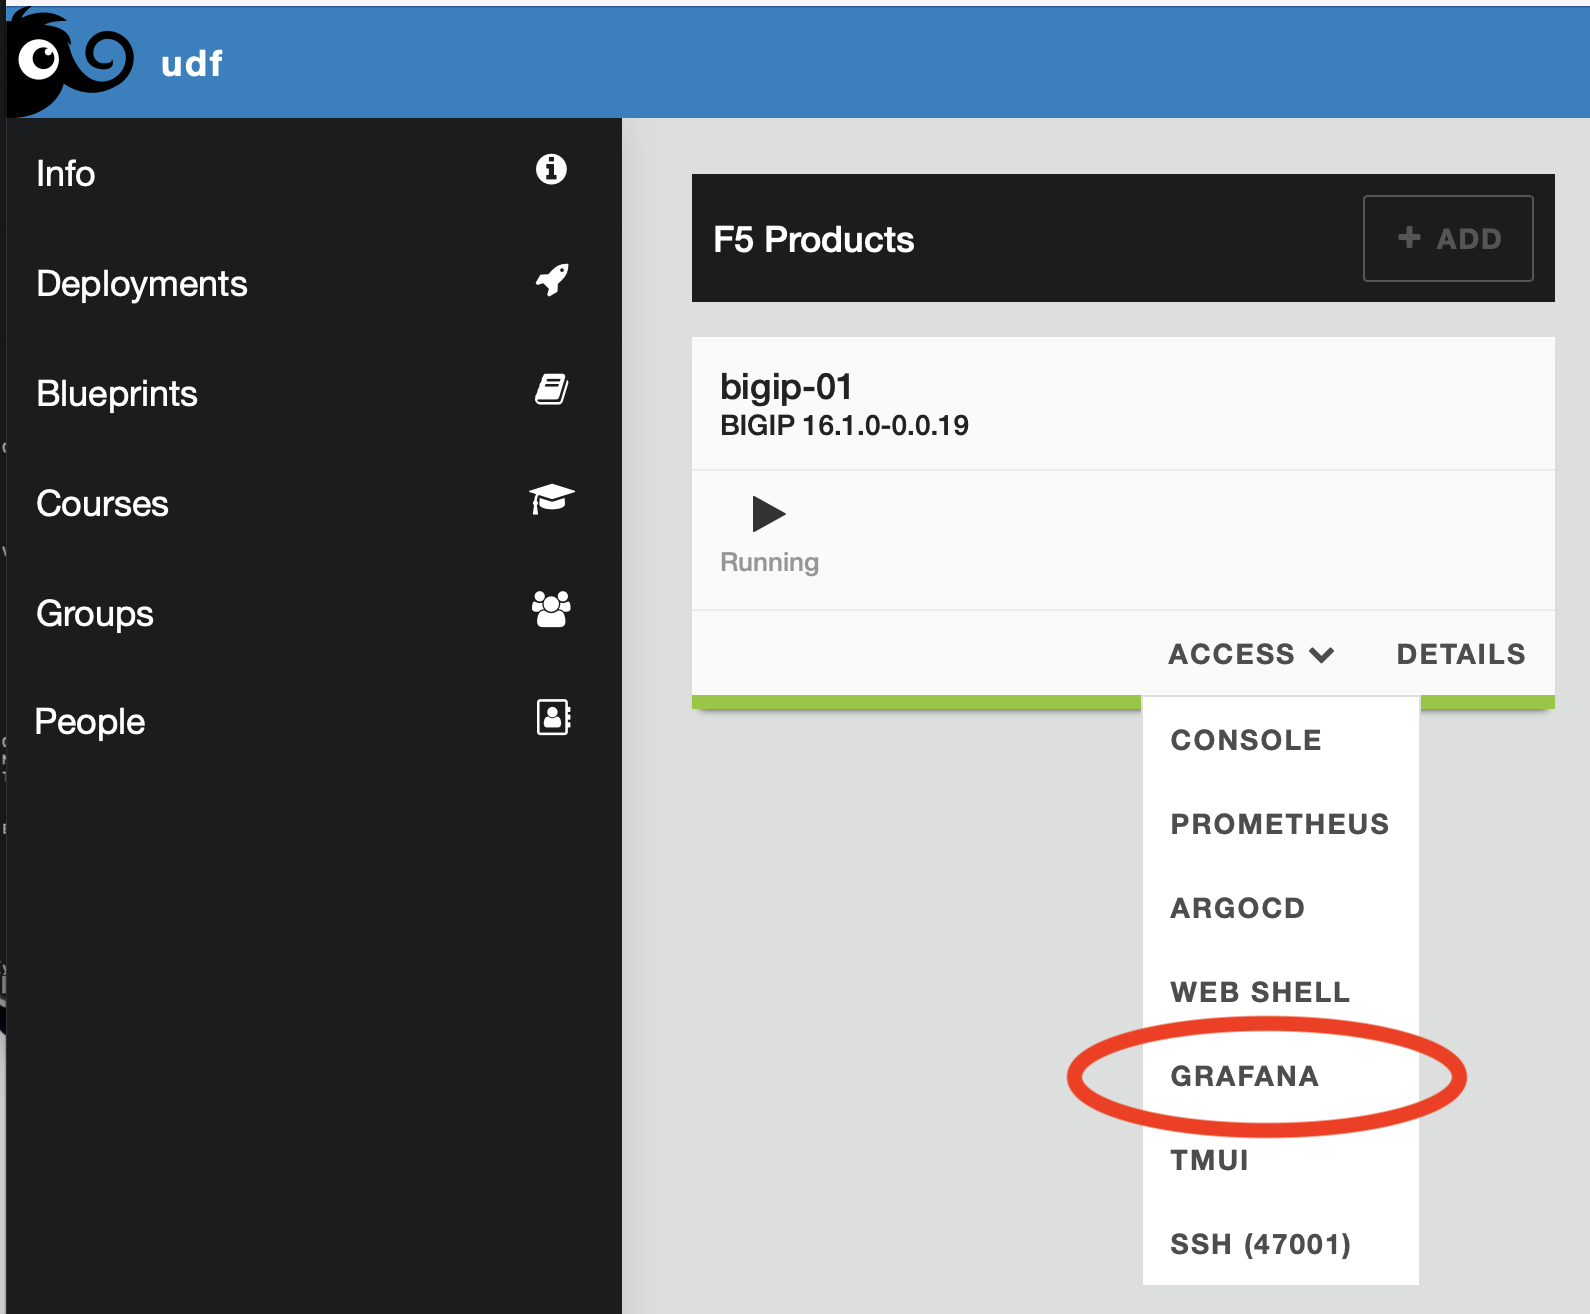 udf
Info
Deployments
Blueprints
Courses
Groups
People
F5 Products
+ ADD
bigip-01
BIGIP 16.1.0-0.0.19
Running
ACCESS
DETAILS
CONSOLE
PROMETHEUS
ARGOCD
WEB SHELL
GRAFANA
TMUI
SSH (47001)